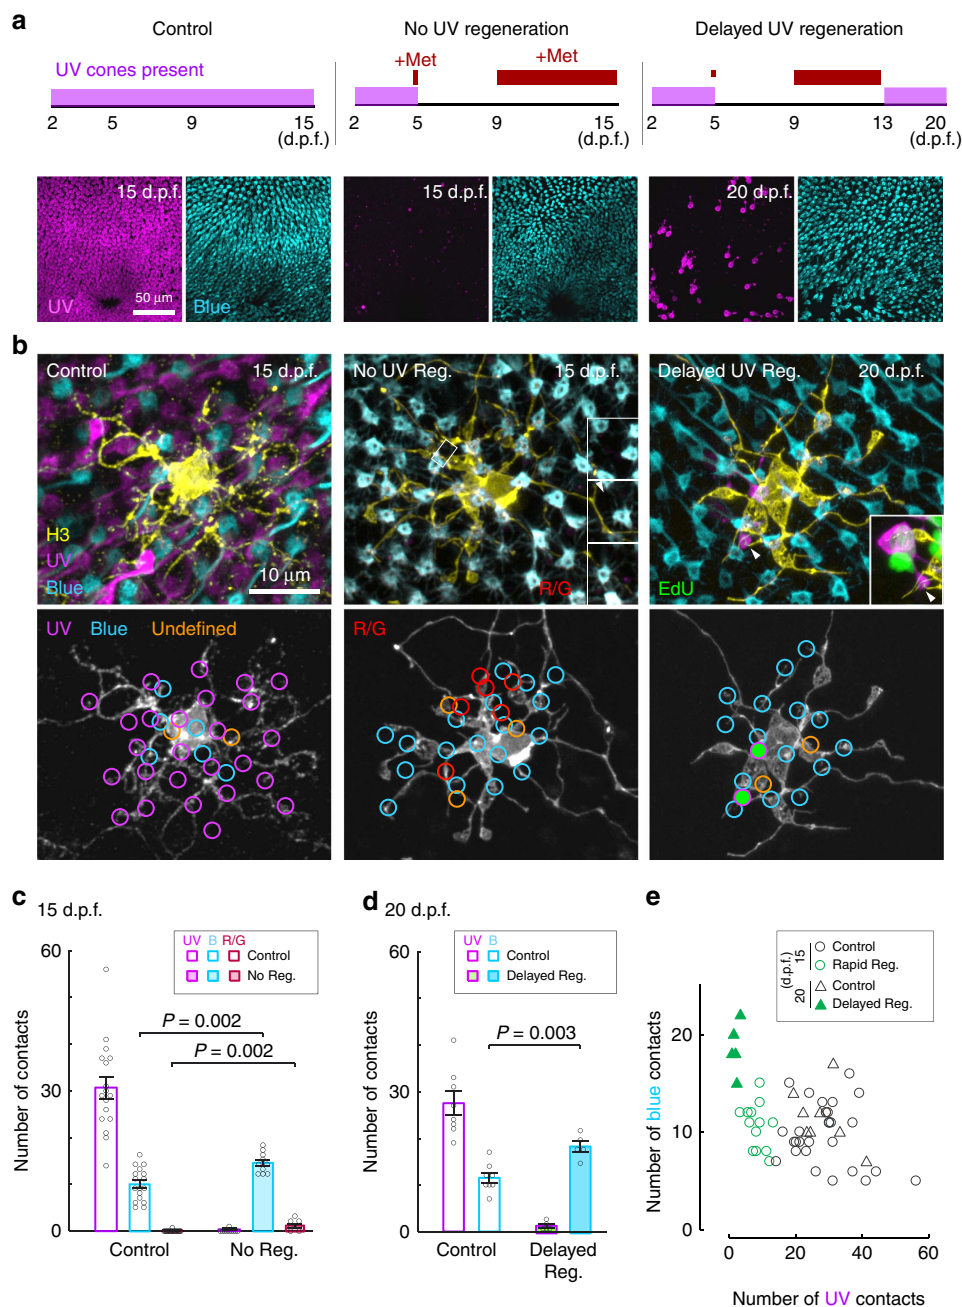 a
Control
No UV regeneration
Delayed UV regeneration
UV cones present
+Met
+Met
2 5 9 15
(d.p.f.)
2 5 9 15
(d.p.f.)
2 5 9 13 20
(d.p.f.)
15 d.p.f.
15 d.p.f.
20 d.p.f.
UV
50 µm
Blue
b
Control 15 d.p.f.
No UV Reg. 15 d.p.f.
Delayed UV Reg. 20 d.p.f.
H3
UV
Blue
10 µm
R/G
EdU
UV Blue Undefined
R/G
c
15 d.p.f.
UV B R/G
Control
No Reg.
P = 0.002
P = 0.002
Number of contacts
60
30
0
Control
No Reg.
d
20 d.p.f.
UV B
Control
Delayed Reg.
P = 0.003
Number of contacts
60
30
0
Control
Delayed
Reg.
e
(d.p.f.)
15
20
Control
Rapid Reg.
Control
Delayed Reg.
Number of blue contacts
20
10
0
0 20 40 60
Number of UV contacts